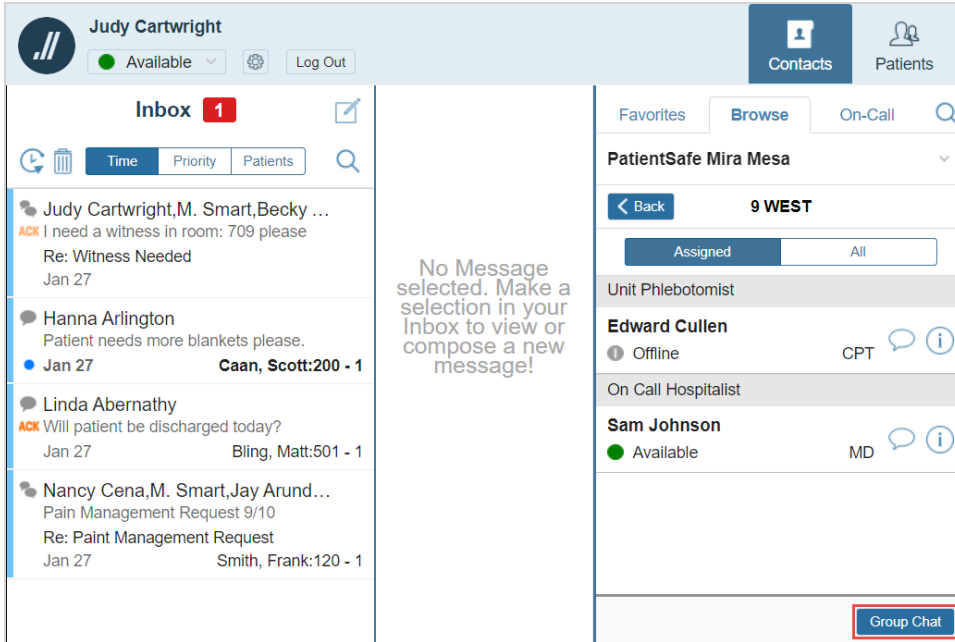 Judy Cartwright
Available
Log Out
Contacts
Patients
Inbox 1
Time Priority Patients
Judy Cartwright,M. Smart,Becky ...
ACK I need a witness in room: 709 please
Re: Witness Needed
Jan 27
Hanna Arlington
Patient needs more blankets please.
Jan 27 Caan, Scott:200 - 1
Linda Abernathy
ACK Will patient be discharged today?
Jan 27 Bling, Matt:501 - 1
Nancy Cena,M. Smart,Jay Arund...
Pain Management Request 9/10
Re: Paint Management Request
Jan 27 Smith, Frank:120 - 1
No Message
selected. Make a
selection in your
Inbox to view or
compose a new
message!
Favorites Browse On-Call
PatientSafe Mira Mesa
Back 9 WEST
Assigned All
Unit Phlebotomist
Edward Cullen
Offline CPT
On Call Hospitalist
Sam Johnson
Available MD
Group Chat